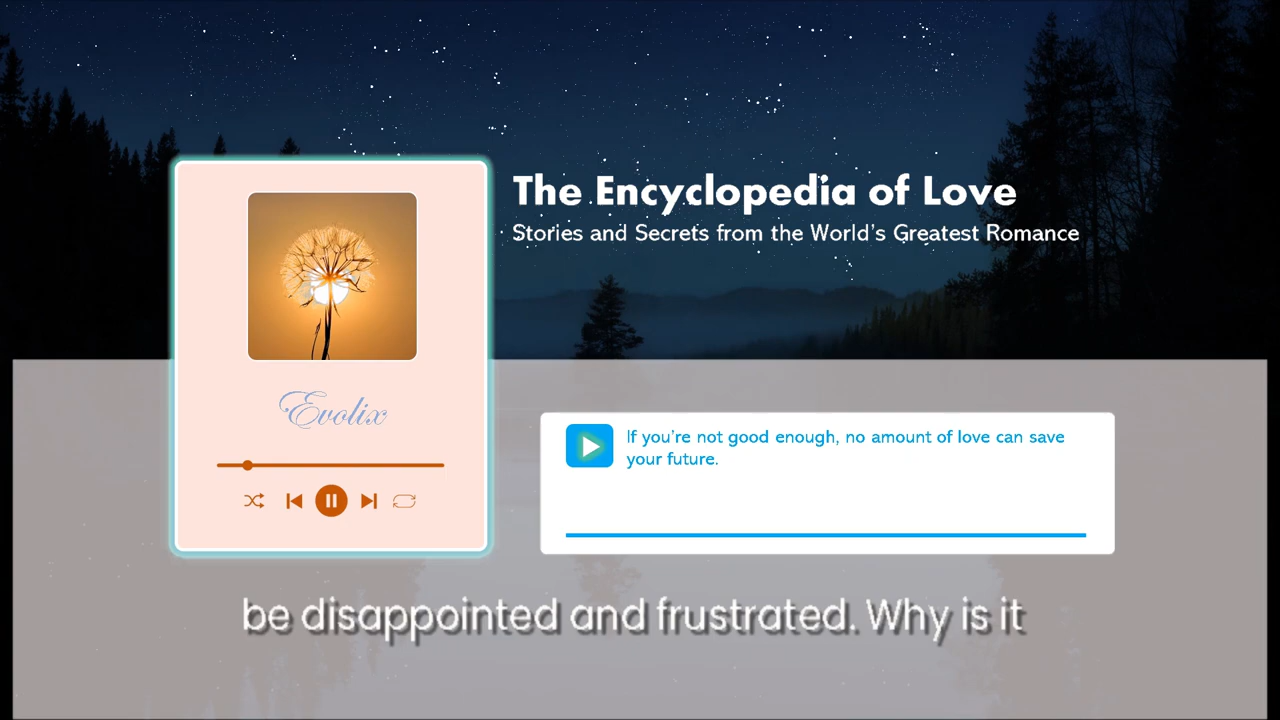 The Encyclopedia of Love
Stories and Secrets from the World's Greatest Romance
Evolix
If you're not good enough, no amount of love can save
your future.
be disappointed and frustrated. Why is it